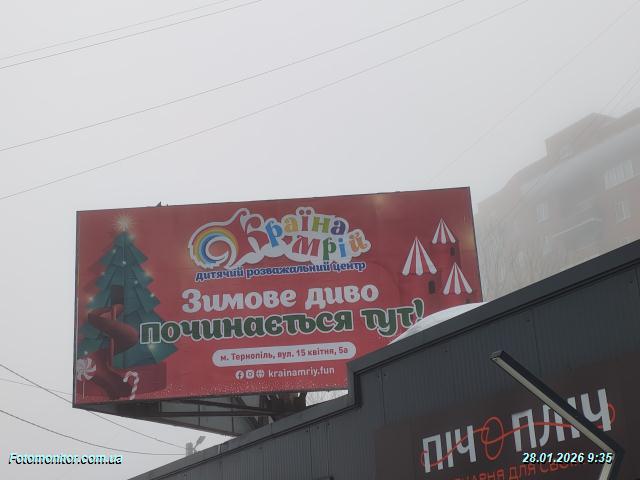 Країна
мрій
дитячий розважальний центр
Зимове диво
починається тут!
м. Тернопіль, вул. 15 квітня, 5а
krainamriy.fun
ПІЧ О ПЛІЧ
ДЛЯ
Fotomonitor.com.ua
28.01.2026 9:35